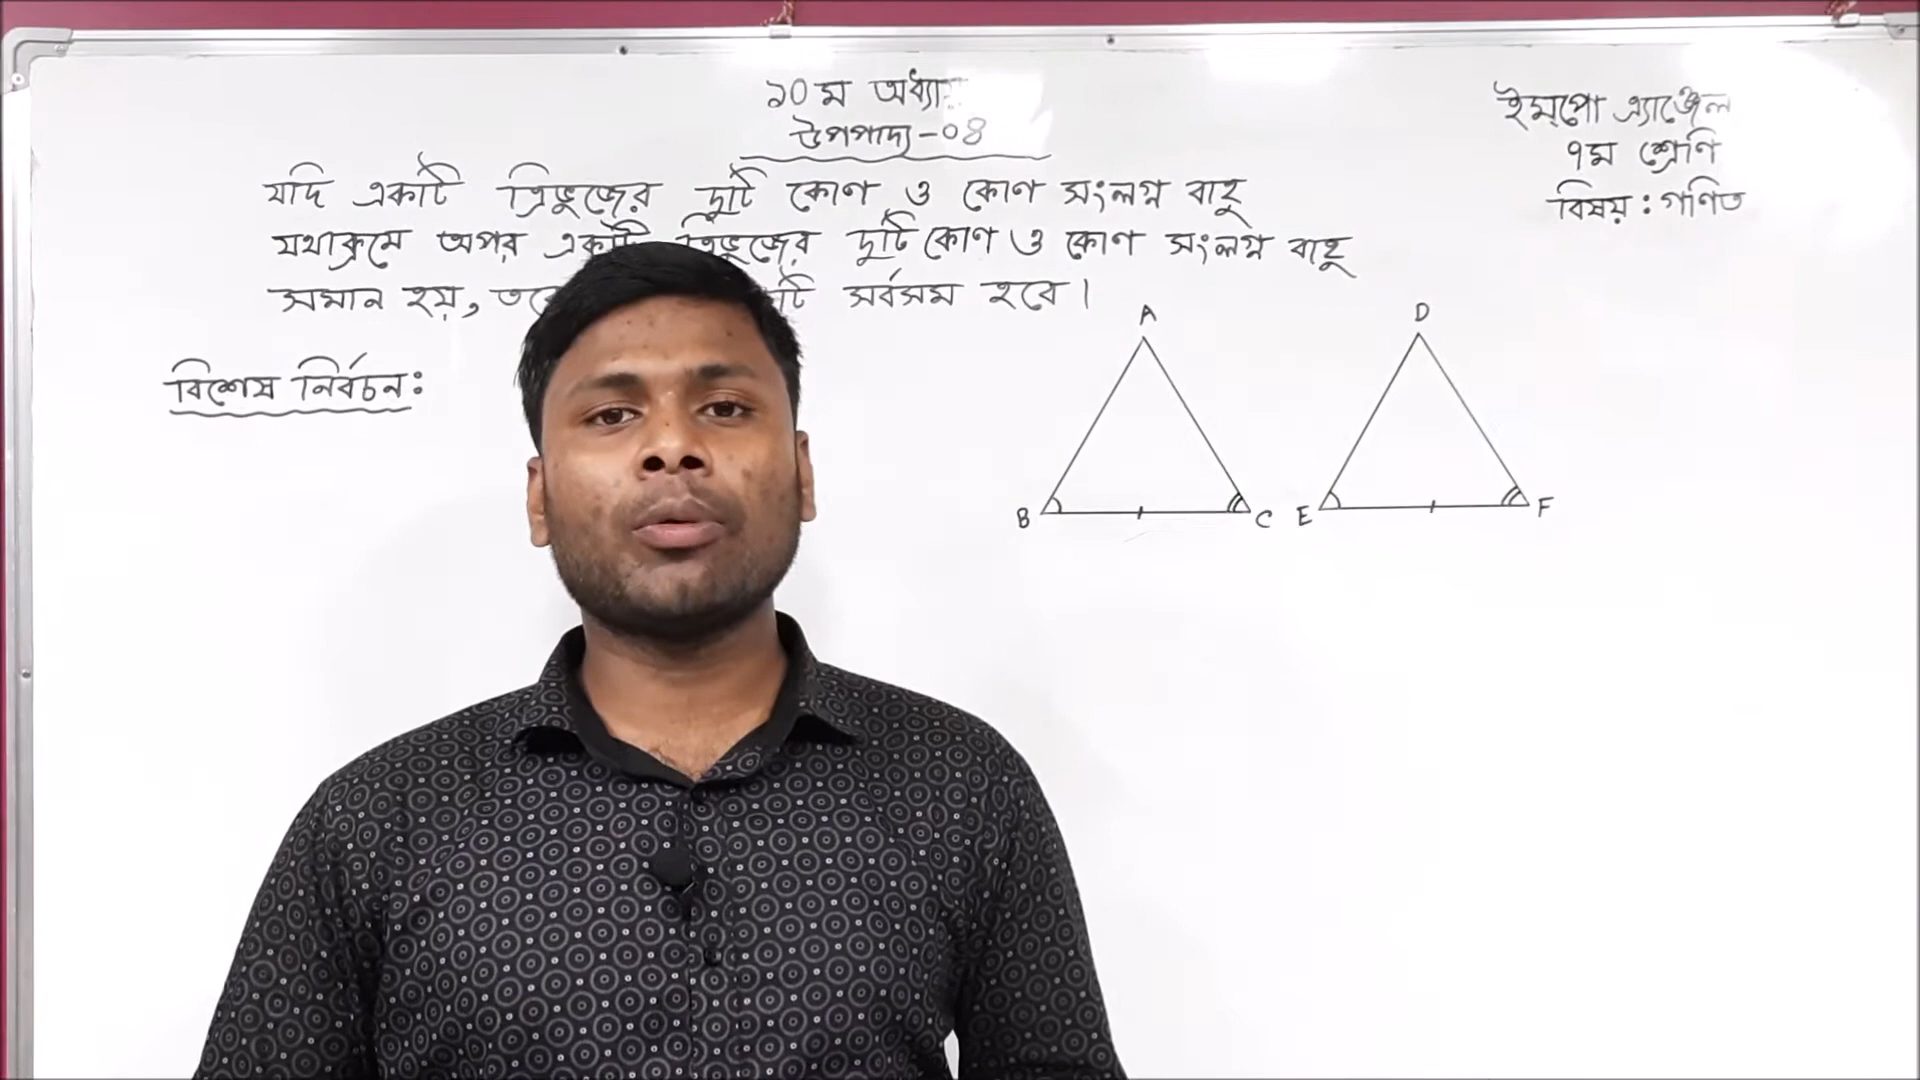 ১০ম অধ্যায়
উপপাদ্য-০৪
ইম্পো এ্যাঞ্জেল
৭ম শ্রেণি
বিষয়ঃ গণিত
যদি একটি ত্রিভুজের দুটি কোণ ও কোণ সংলগ্ন বাহু
যথাক্রমে অপর একটি ত্রিভুজের দুটি কোণ ও কোণ সংলগ্ন বাহু
সমান হয়, সর্বসম হবে।
বিশেষ নির্বচনঃ
A D
B C E F